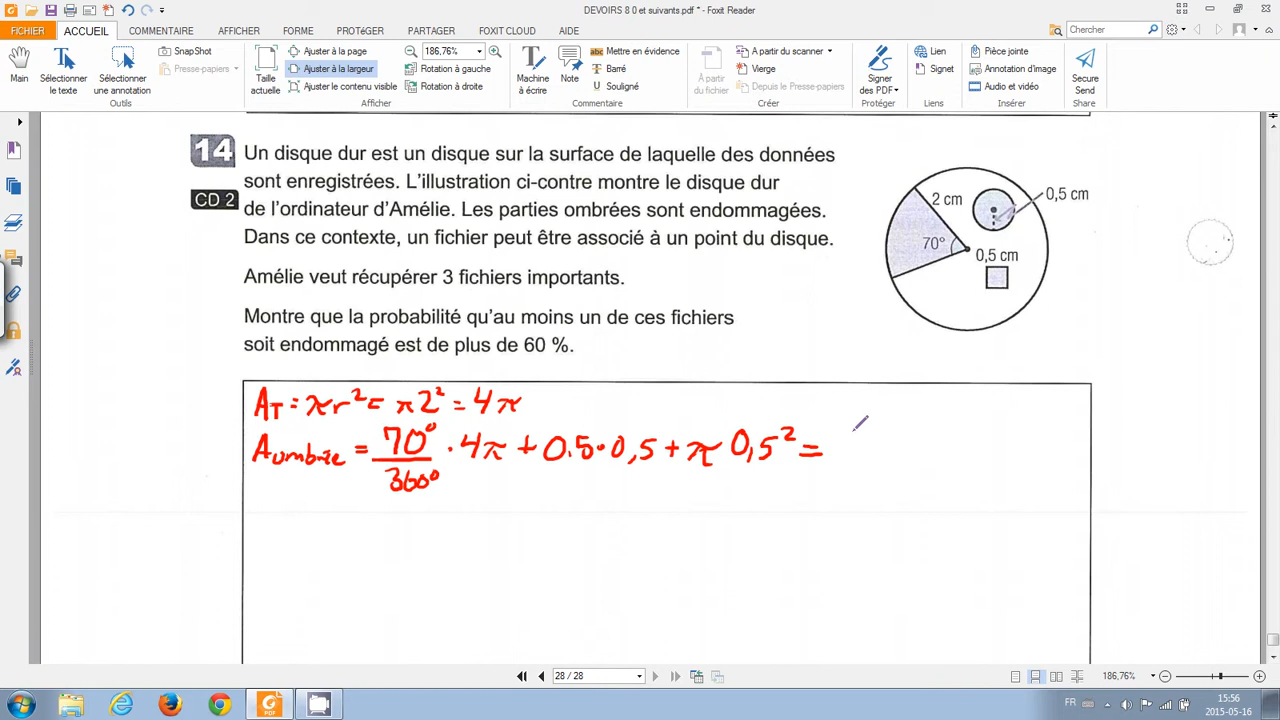 DEVOIRS 8 0 et suivants.pdf * - Foxit Reader
FICHIER ACCUEIL COMMENTAIRE AFFICHER FORME PROTéGER PARTAGER FOXIT CLOUD AIDE
Chercher
Main
Sélectionner le texte
Sélectionner une annotation
SnapShot
Presse-papiers
Outils
Taille actuelle
Ajuster à la page
Ajuster à la largeur
Ajuster le contenu visible
186,76%
Rotation à gauche
Rotation à droite
Afficher
Machine à écrire
Note
Mettre en évidence
Barré
Souligné
Commentaire
À partir du fichier
A partir du scanner
Vierge
Depuis le Presse-papiers
Créer
Signer des PDF
Protéger
Lien
Signet
Liens
Pièce jointe
Annotation d'image
Audio et vidéo
Insérer
Secure Send
Share
14 Un disque dur est un disque sur la surface de laquelle des données
sont enregistrées. L'illustration ci-contre montre le disque dur
CD 2 de l'ordinateur d'Amélie. Les parties ombrées sont endommagées.
Dans ce contexte, un fichier peut être associé à un point du disque.
Amélie veut récupérer 3 fichiers importants.
Montre que la probabilité qu'au moins un de ces fichiers
soit endommagé est de plus de 60 %.
2 cm
0,5 cm
70°
0,5 cm
AT = πr² = π2² = 4π
Aombrée = 70°/360° · 4π + 0.5·0,5 + π 0,5² =
28 / 28
186,76%
FR
15:56
2015-05-16